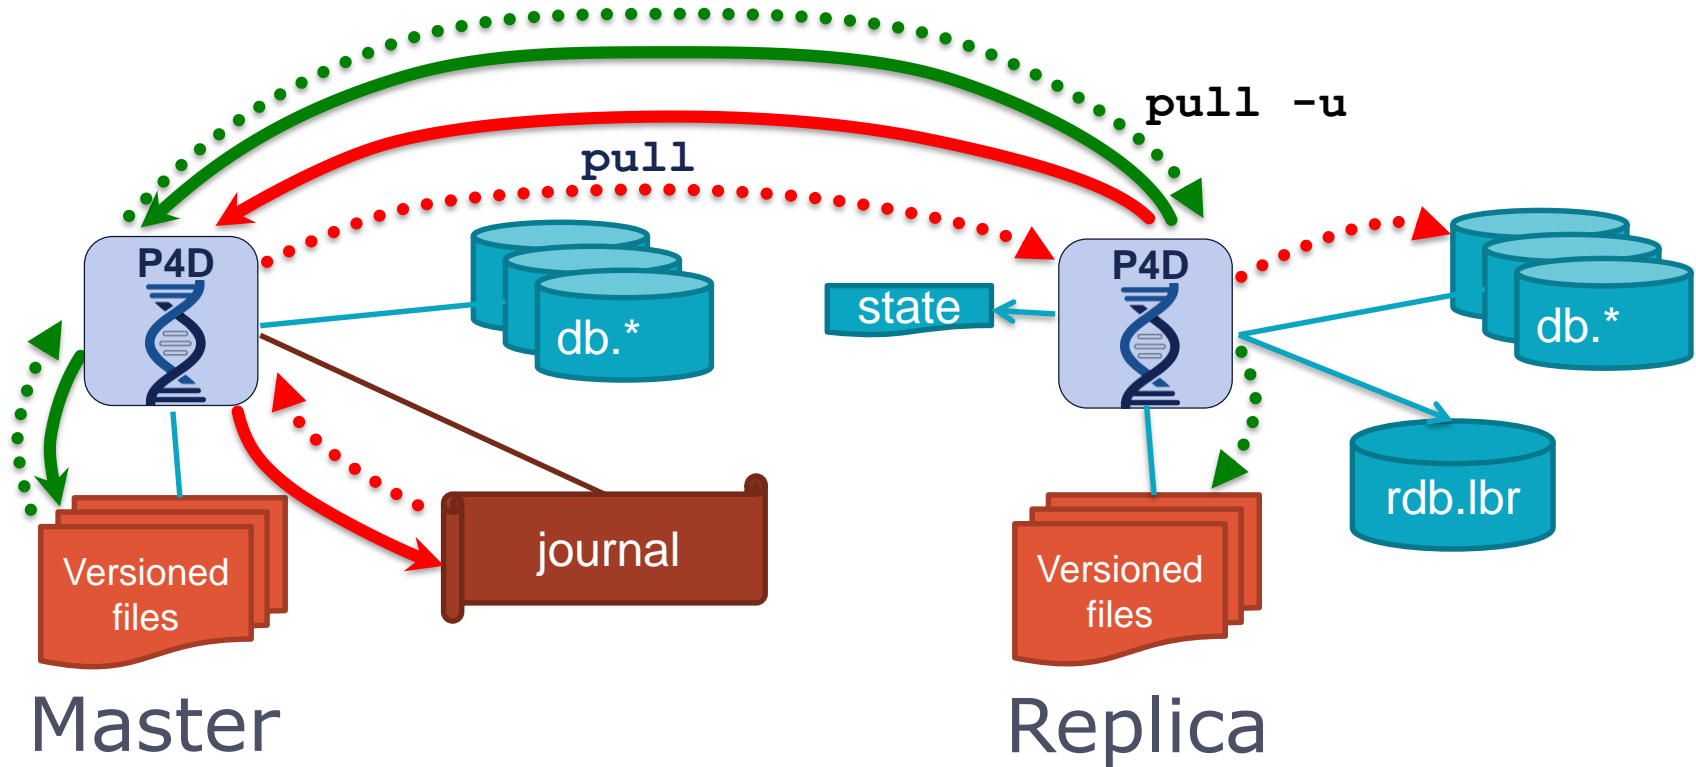 pull -u
pull
P4D
P4D
db.*
state
db.*
rdb.lbr
journal
Versioned
files
Versioned
files
Master
Replica